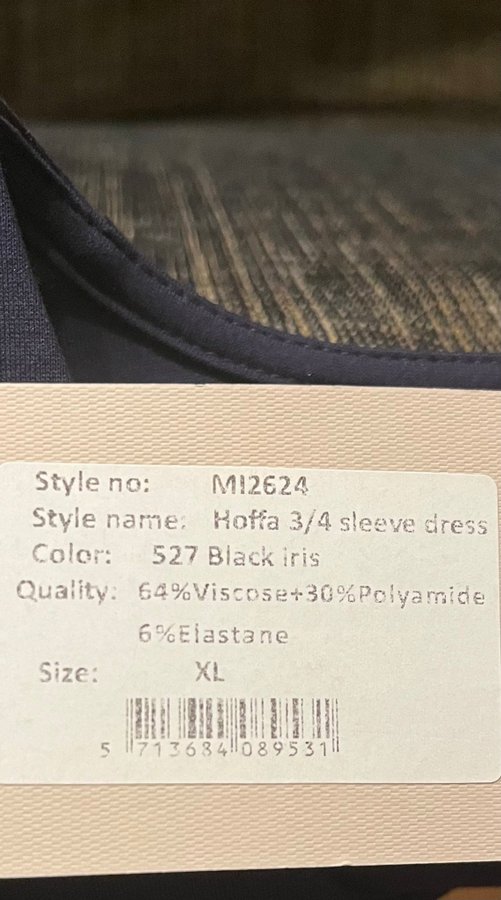 Style no: MI2624
Style name: Hoffa 3/4 sleeve dress
Color: 527 Black iris
Quality: 64%Viscose+30%Polyamide
6%Elastane
Size: XL
5 713684 089531